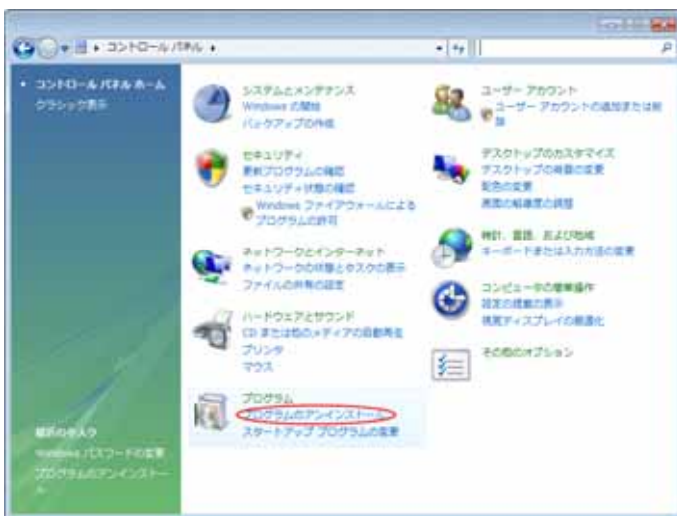 コントロール パネル
コントロール パネル ホーム
クラシック表示
システムとメンテナンス
Windows の開始
バックアップの作成
セキュリティ
更新プログラムの確認
セキュリティ状態の確認
Windows ファイアウォールによる
プログラムの許可
ネットワークとインターネット
ネットワークの状態とタスクの表示
ファイルの共有の設定
ハードウェアとサウンド
CD または他のメディアの自動再生
プリンタ
マウス
プログラム
プログラムのアンインストール
スタートアップ プログラムの変更
ユーザー アカウント
ユーザー アカウントの追加または削
除
デスクトップのカスタマイズ
デスクトップの背景の変更
配色の変更
画面の解像度の調整
時計、言語、および地域
キーボードまたは入力方法の変更
コンピュータの簡単操作
設定の提案の表示
視覚ディスプレイの最適化
その他のオプション
最近のタスク
Windows パスワードの変更
プログラムのアンインストー
ル